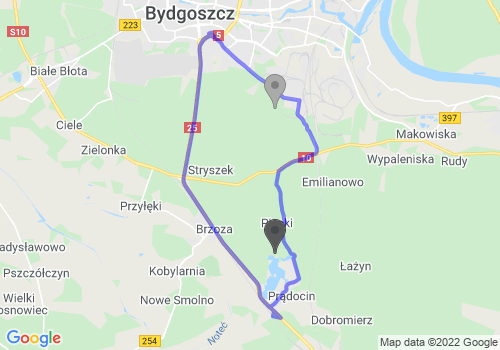 Bydgoszcz
223
5
S10
Białe Błota
Ciele
25
397
Makowiska
Zielonka
10
Wypaleniska
Rudy
Stryszek
Emilianowo
Przyłęki
Brzoza
adysławowo
Pszczółczyn
Kobylarnia
Łażyn
Wielki
osnowiec
Nowe Smolno
Prądocin
Dobromierz
Noteć
254
Google
Map data ©2022 Google